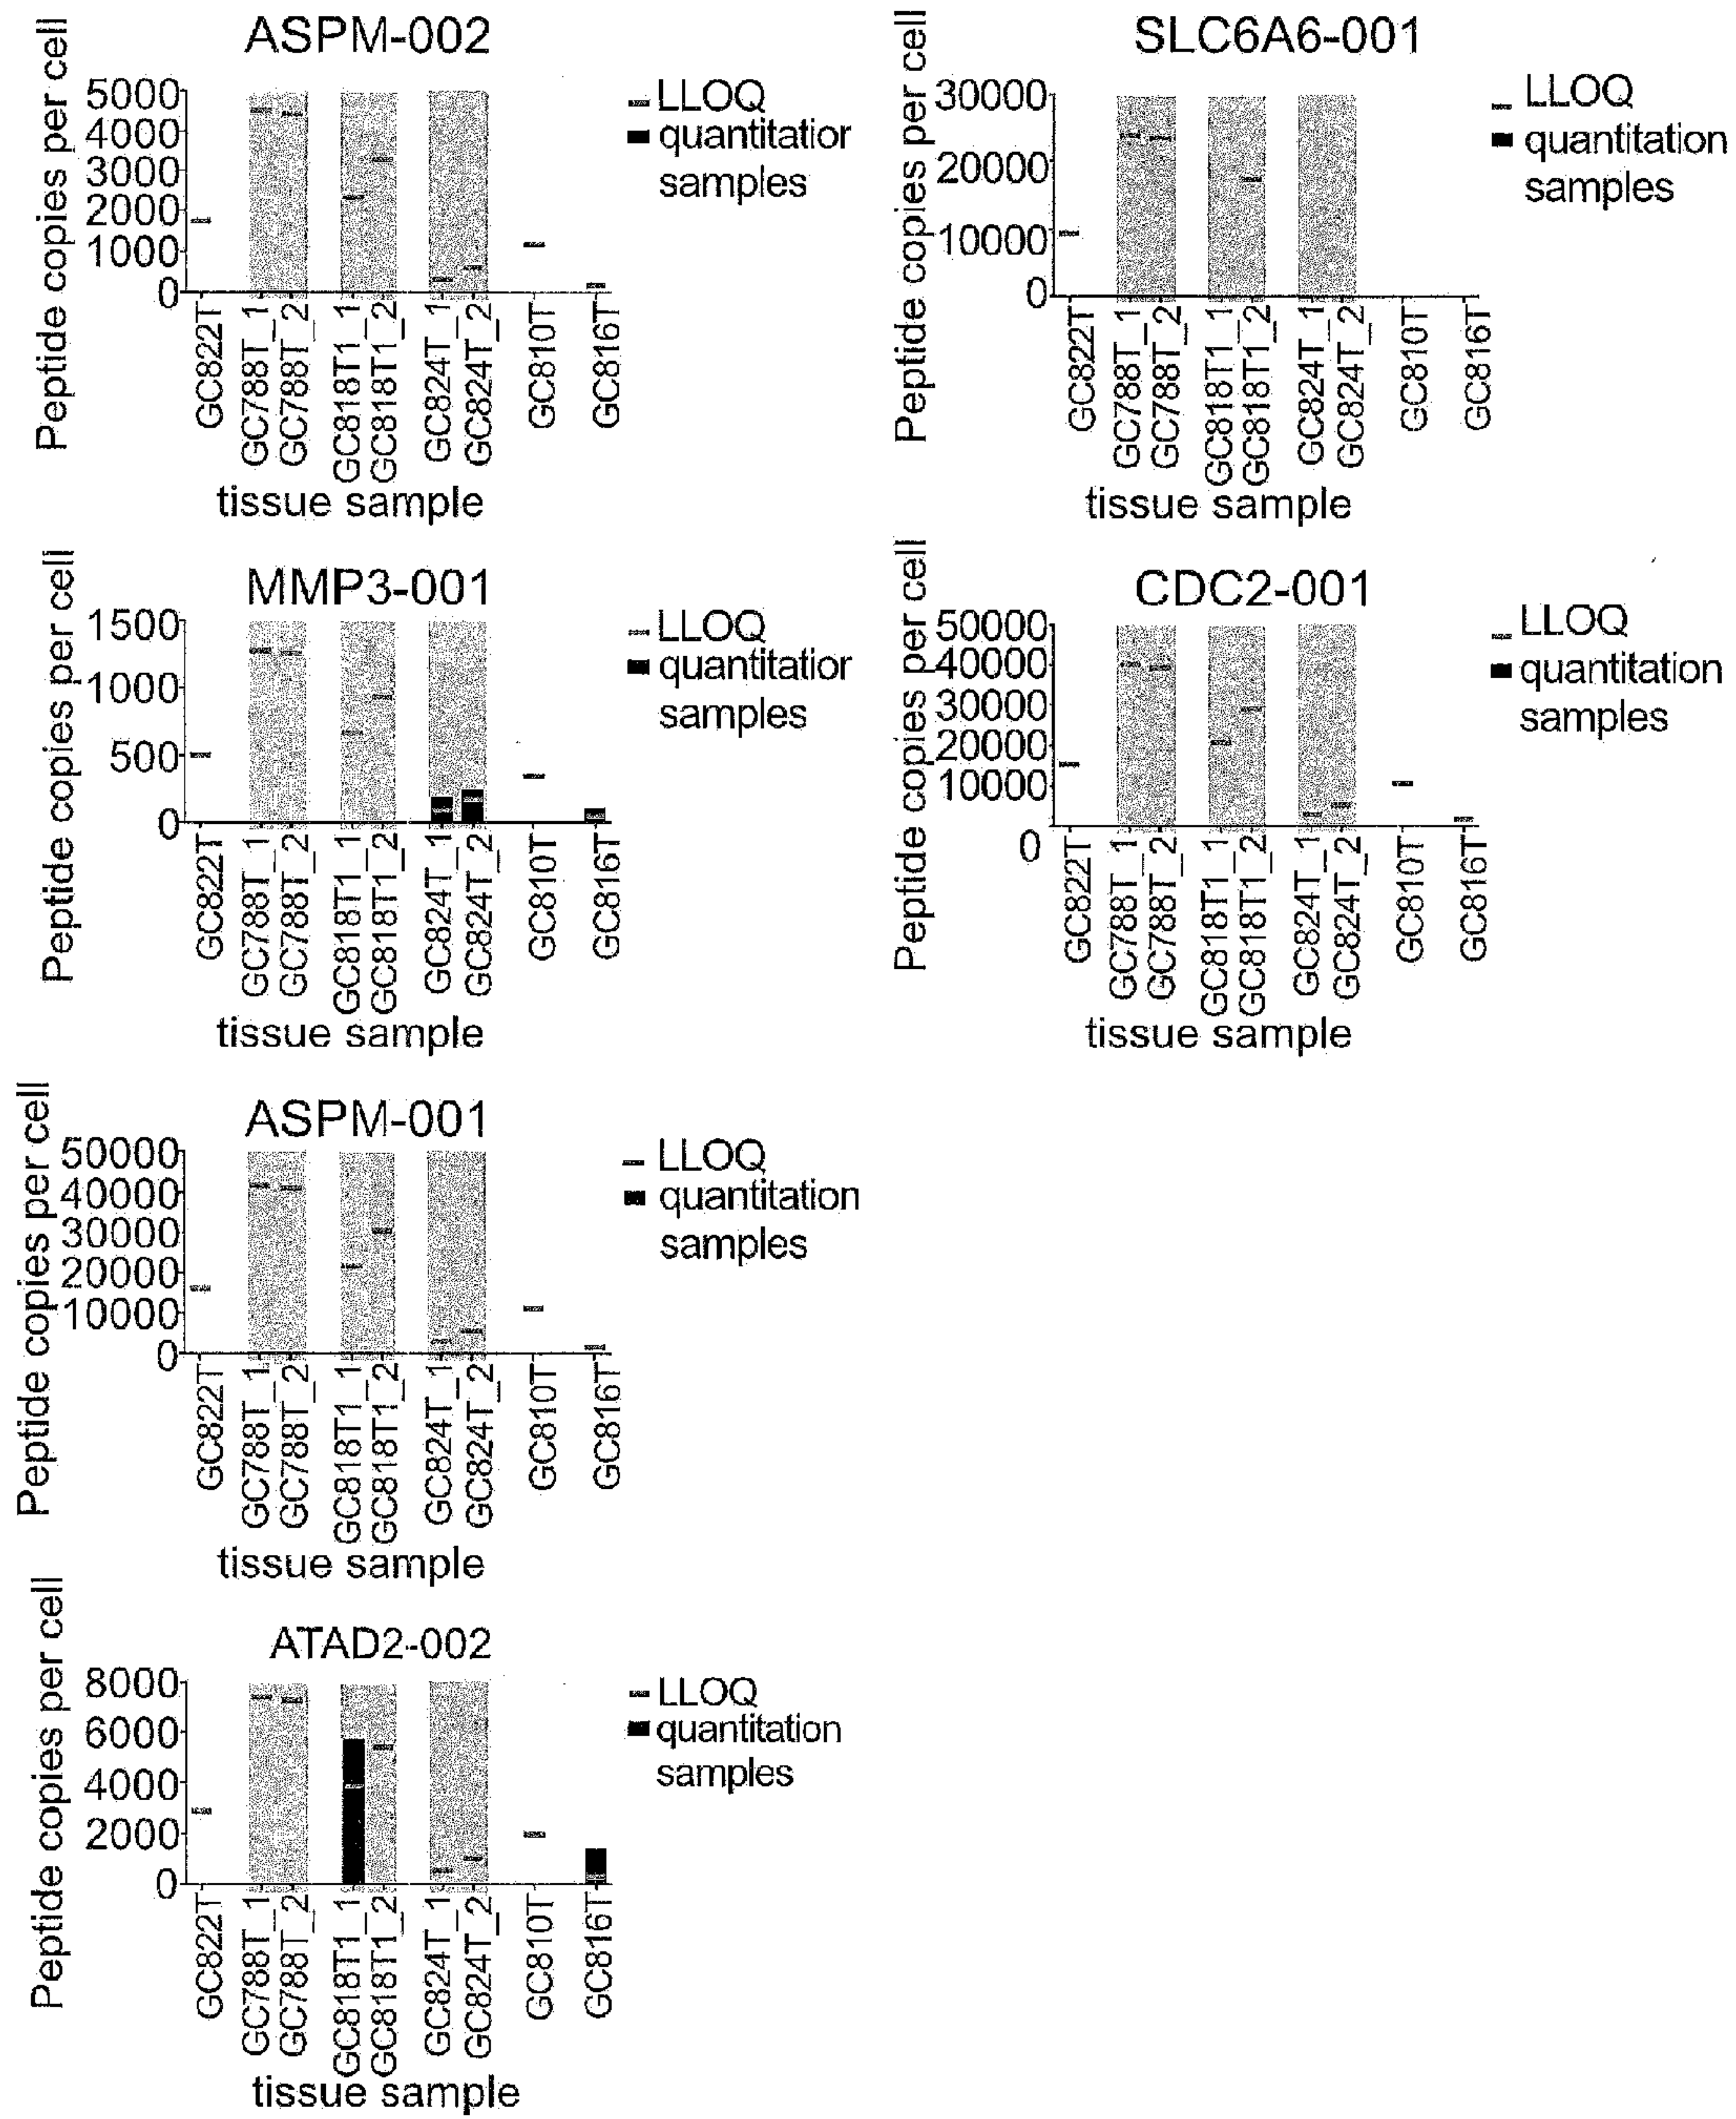 ASPM-002
Peptide copies per cell
5000
4000
3000
2000
1000
0
LLOQ
quantitatior
samples
GC822T
GC788T_1
GC788T_2
GC818T1_1
GC818T1_2
GC824T_1
GC824T_2
GC810T
GC816T
tissue sample
SLC6A6-001
Peptide copies per cell
30000
20000
10000
0
LLOQ
quantitation
samples
GC822T
GC788T_1
GC788T_2
GC818T1_1
GC818T1_2
GC824T_1
GC824T_2
GC810T
GC816T
tissue sample
MMP3-001
Peptide copies per cell
1500
1000
500
0
LLOQ
quantitatior
samples
GC822T
GC788T_1
GC788T_2
GC818T1_1
GC818T1_2
GC824T_1
GC824T_2
GC810T
GC816T
tissue sample
CDC2-001
Peptide copies per cell
50000
40000
30000
20000
10000
0
LLOQ
quantitation
samples
GC822T
GC788T_1
GC788T_2
GC818T1_1
GC818T1_2
GC824T_1
GC824T_2
GC810T
GC816T
tissue sample
ASPM-001
Peptide copies per cell
50000
40000
30000
20000
10000
0
LLOQ
quantitation
samples
GC822T
GC788T_1
GC788T_2
GC818T1_1
GC818T1_2
GC824T_1
GC824T_2
GC810T
GC816T
tissue sample
ATAD2-002
Peptide copies per cell
8000
6000
4000
2000
0
LLOQ
quantitation
samples
GC822T
GC788T_1
GC788T_2
GC818T1_1
GC818T1_2
GC824T_1
GC824T_2
GC810T
GC816T
tissue sample